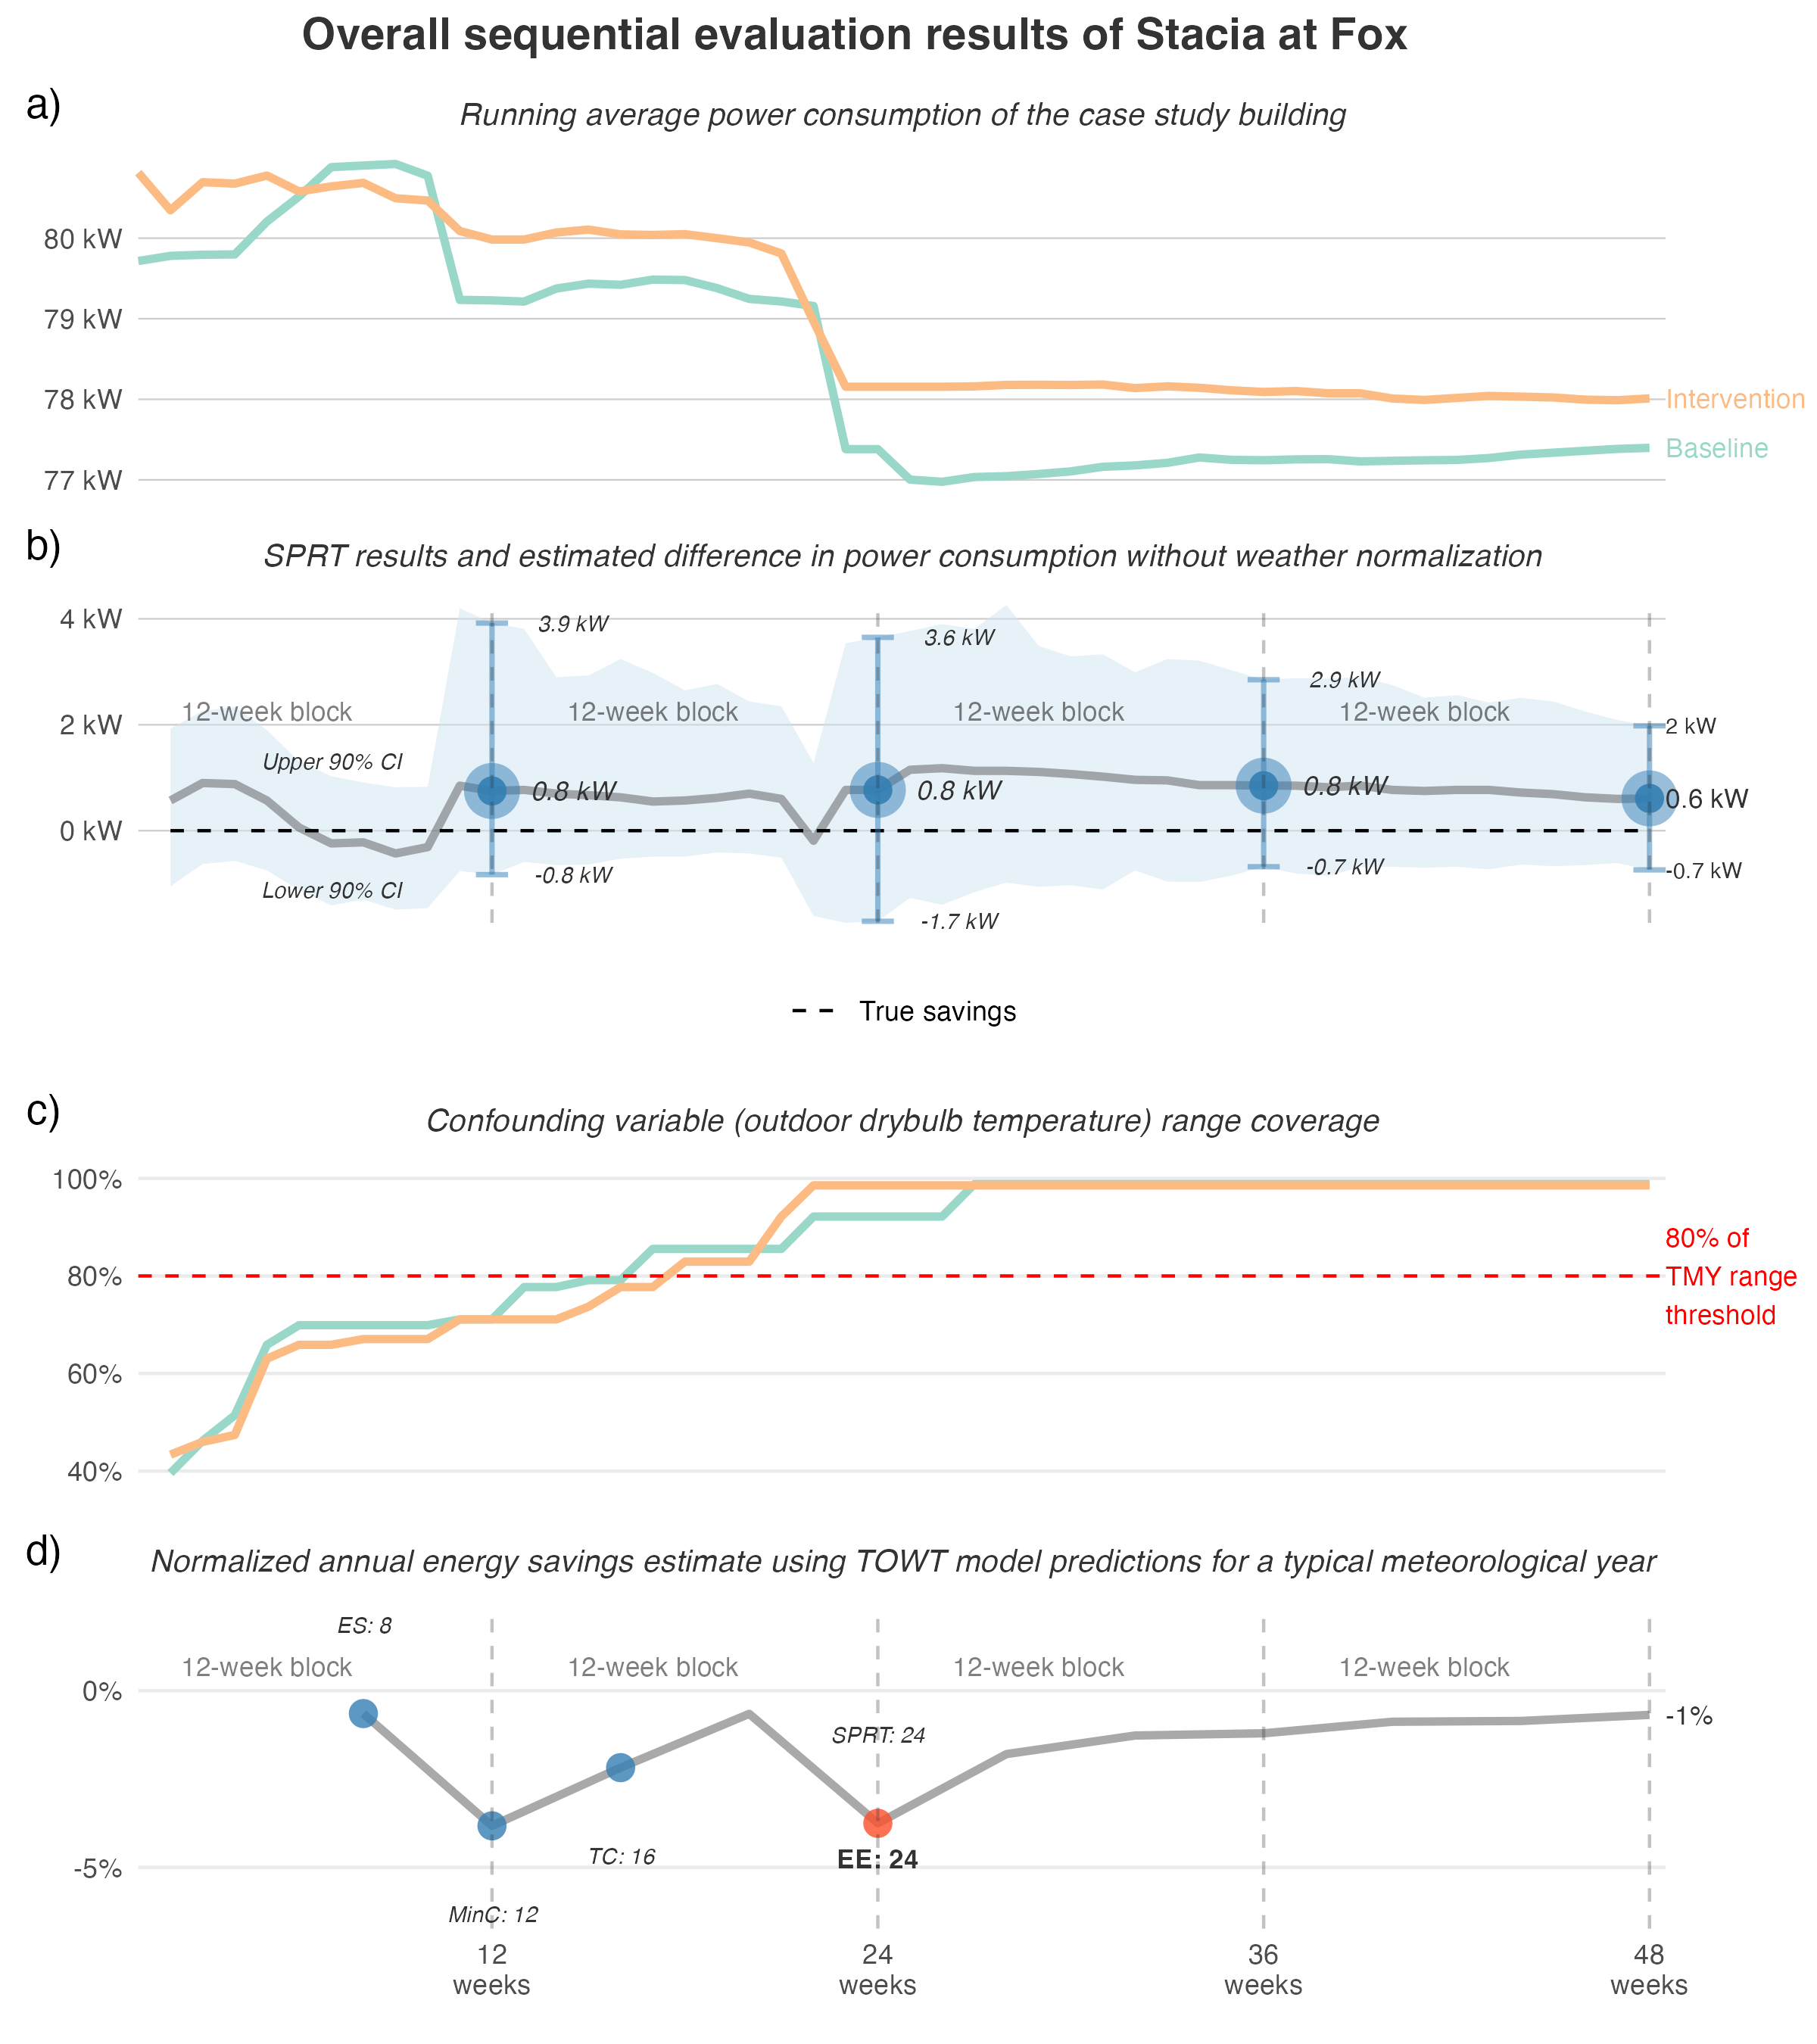 Overall sequential evaluation results of Stacia at Fox
a)
Running average power consumption of the case study building
80 kW
79 kW
78 kW
77 kW
Intervention
Baseline
b)
SPRT results and estimated difference in power consumption without weather normalization
4 kW
2 kW
0 kW
12-week block
12-week block
12-week block
12-week block
Upper 90% CI
Lower 90% CI
3.9 kW
0.8 kW
-0.8 kW
3.6 kW
0.8 kW
-1.7 kW
2.9 kW
0.8 kW
-0.7 kW
2 kW
0.6 kW
-0.7 kW
True savings
c)
Confounding variable (outdoor drybulb temperature) range coverage
100%
80%
60%
40%
80% of
TMY range
threshold
d)
Normalized annual energy savings estimate using TOWT model predictions for a typical meteorological year
ES: 8
12-week block
12-week block
12-week block
12-week block
0%
-5%
SPRT: 24
-1%
TC: 16
EE: 24
MinC: 12
12
weeks
24
weeks
36
weeks
48
weeks